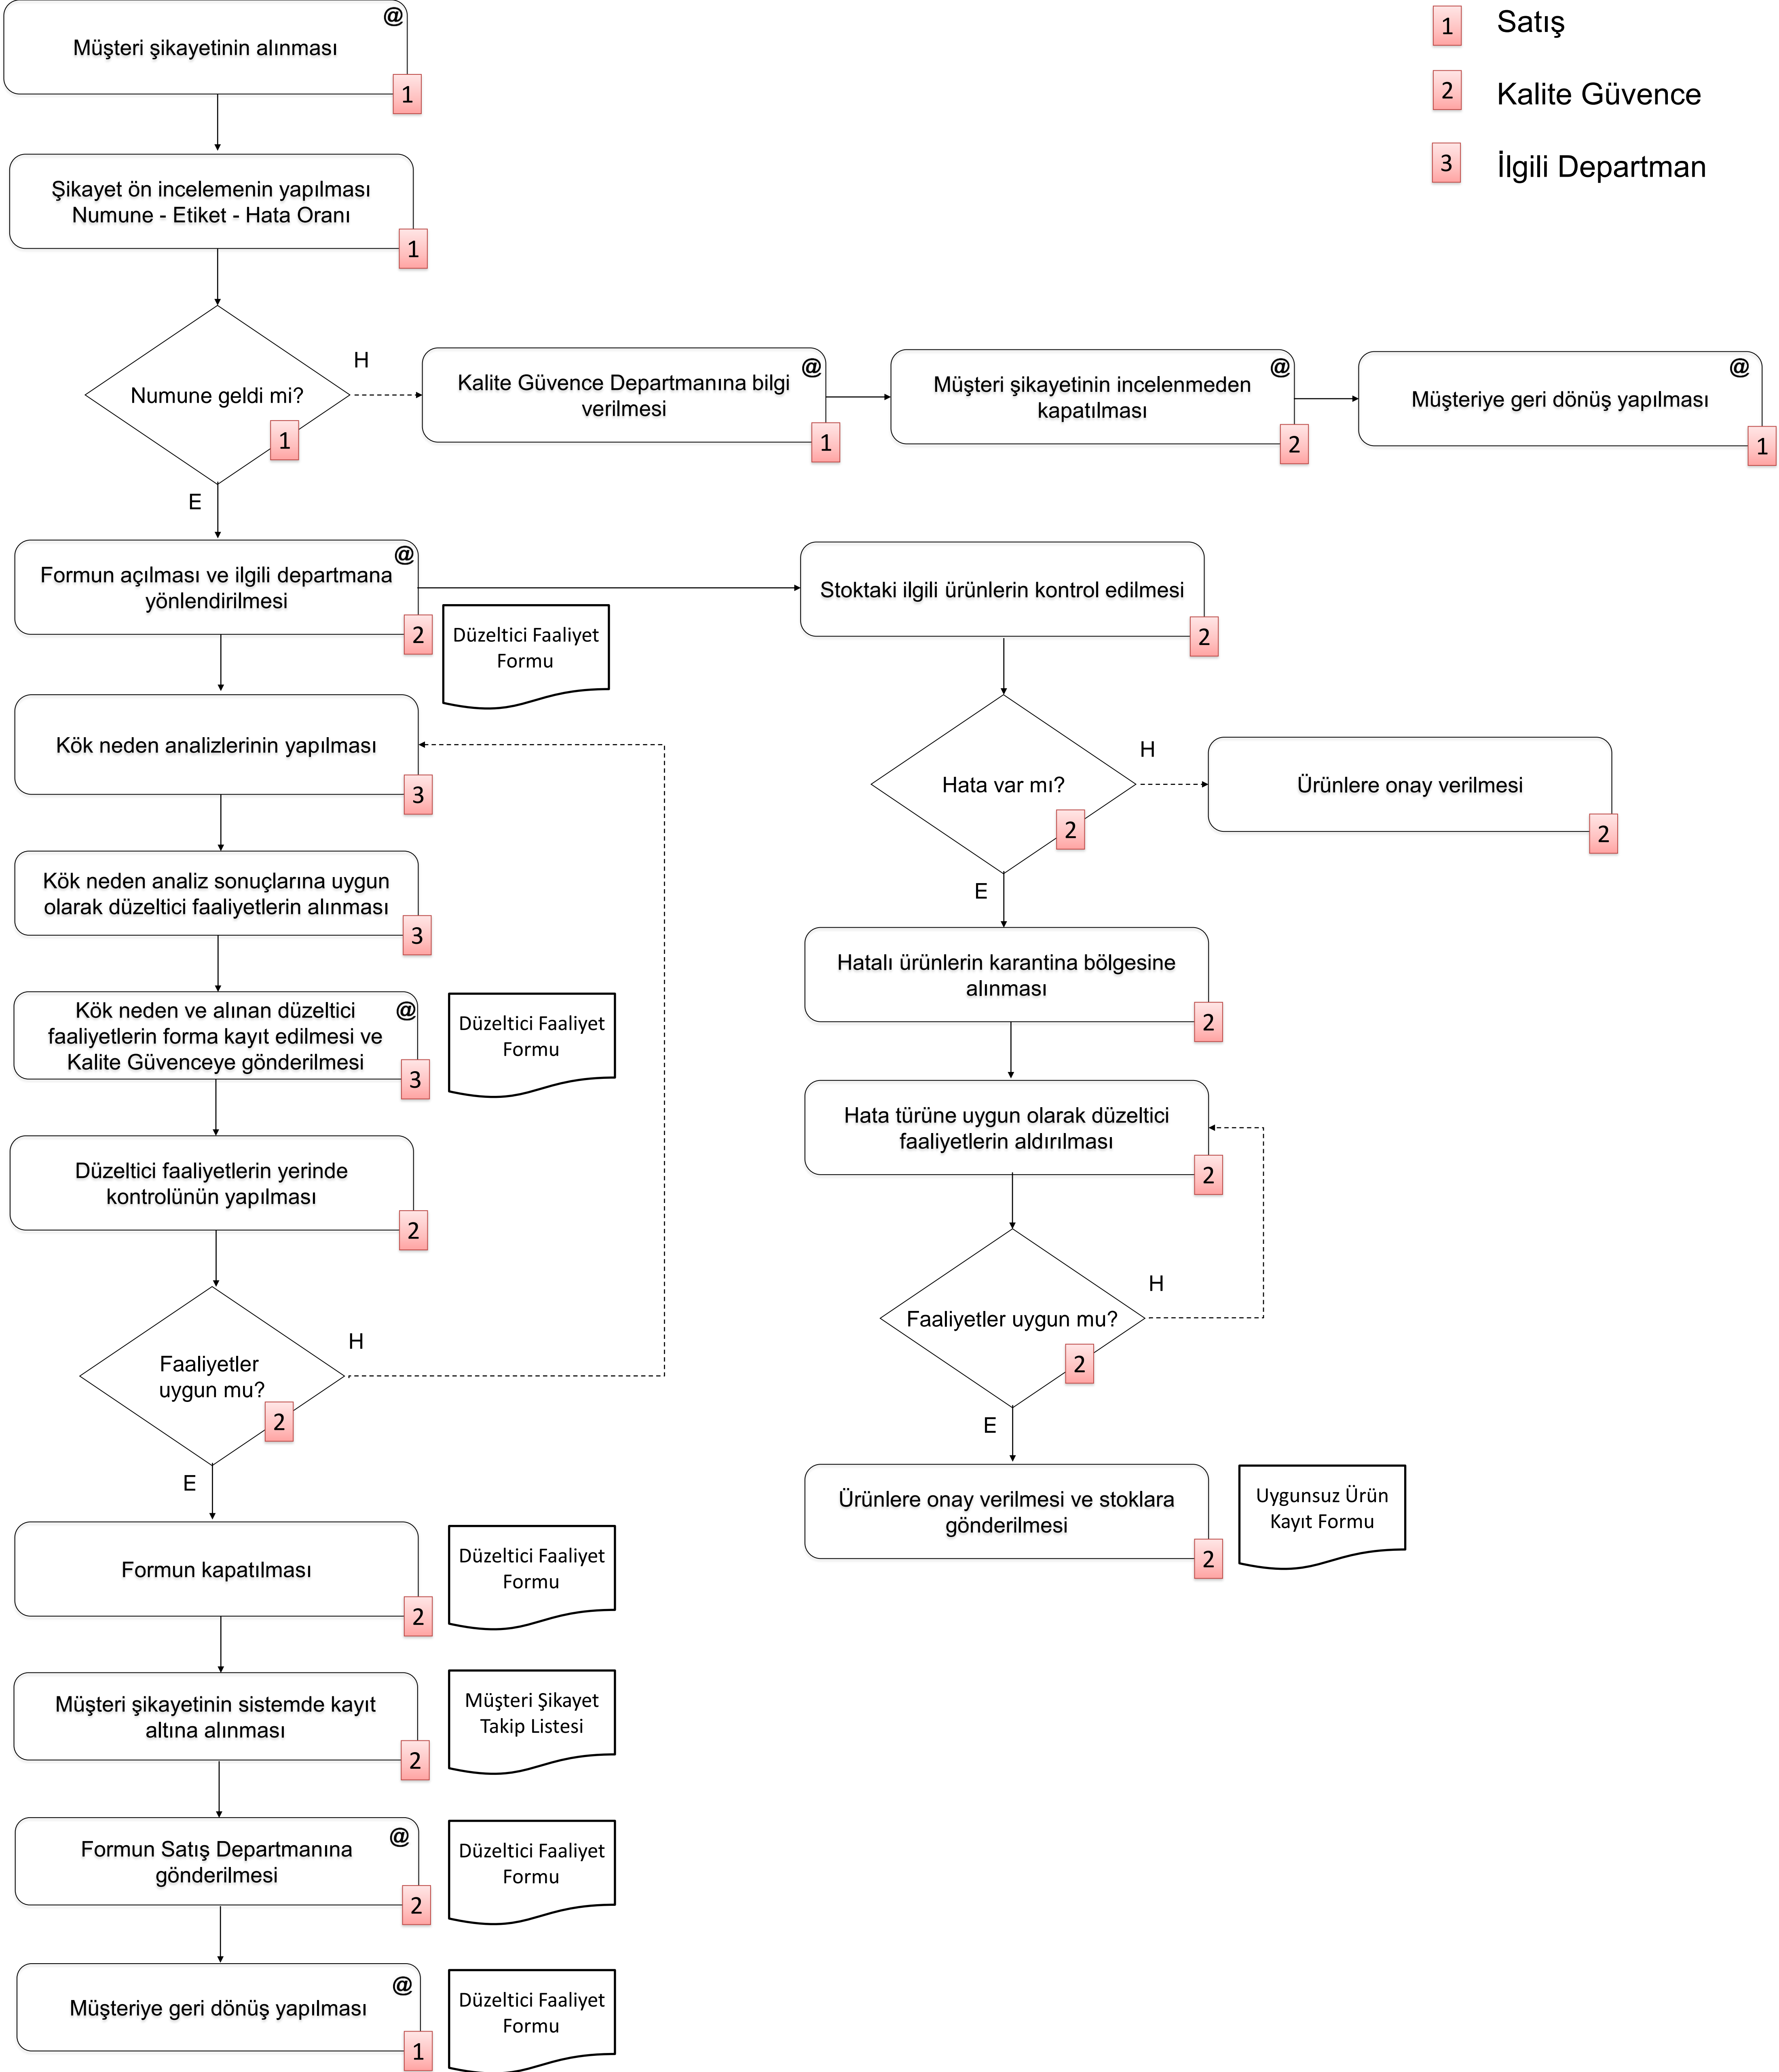 @
Müşteri şikayetinin alınması
1
1 Satış
2 Kalite Güvence
3 İlgili Departman
Şikayet ön incelemenin yapılması
Numune - Etiket - Hata Oranı
1
Numune geldi mi?
1
H
E
@
Kalite Güvence Departmanına bilgi
verilmesi
1
@
Müşteri şikayetinin incelenmeden
kapatılması
2
@
Müşteriye geri dönüş yapılması
1
@
Formun açılması ve ilgili departmana
yönlendirilmesi
2
Düzeltici Faaliyet
Formu
Kök neden analizlerinin yapılması
3
Kök neden analiz sonuçlarına uygun
olarak düzeltici faaliyetlerin alınması
3
@
Kök neden ve alınan düzeltici
faaliyetlerin forma kayıt edilmesi ve
Kalite Güvenceye gönderilmesi
3
Düzeltici Faaliyet
Formu
Düzeltici faaliyetlerin yerinde
kontrolünün yapılması
2
Faaliyetler
uygun mu?
2
H
E
Formun kapatılması
2
Düzeltici Faaliyet
Formu
Müşteri şikayetinin sistemde kayıt
altına alınması
2
Müşteri Şikayet
Takip Listesi
@
Formun Satış Departmanına
gönderilmesi
2
Düzeltici Faaliyet
Formu
@
Müşteriye geri dönüş yapılması
1
Düzeltici Faaliyet
Formu
Stoktaki ilgili ürünlerin kontrol edilmesi
2
Hata var mı?
2
H
E
Ürünlere onay verilmesi
2
Hatalı ürünlerin karantina bölgesine
alınması
2
Hata türüne uygun olarak düzeltici
faaliyetlerin aldırılması
2
Faaliyetler uygun mu?
2
H
E
Ürünlere onay verilmesi ve stoklara
gönderilmesi
2
Uygunsuz Ürün
Kayıt Formu